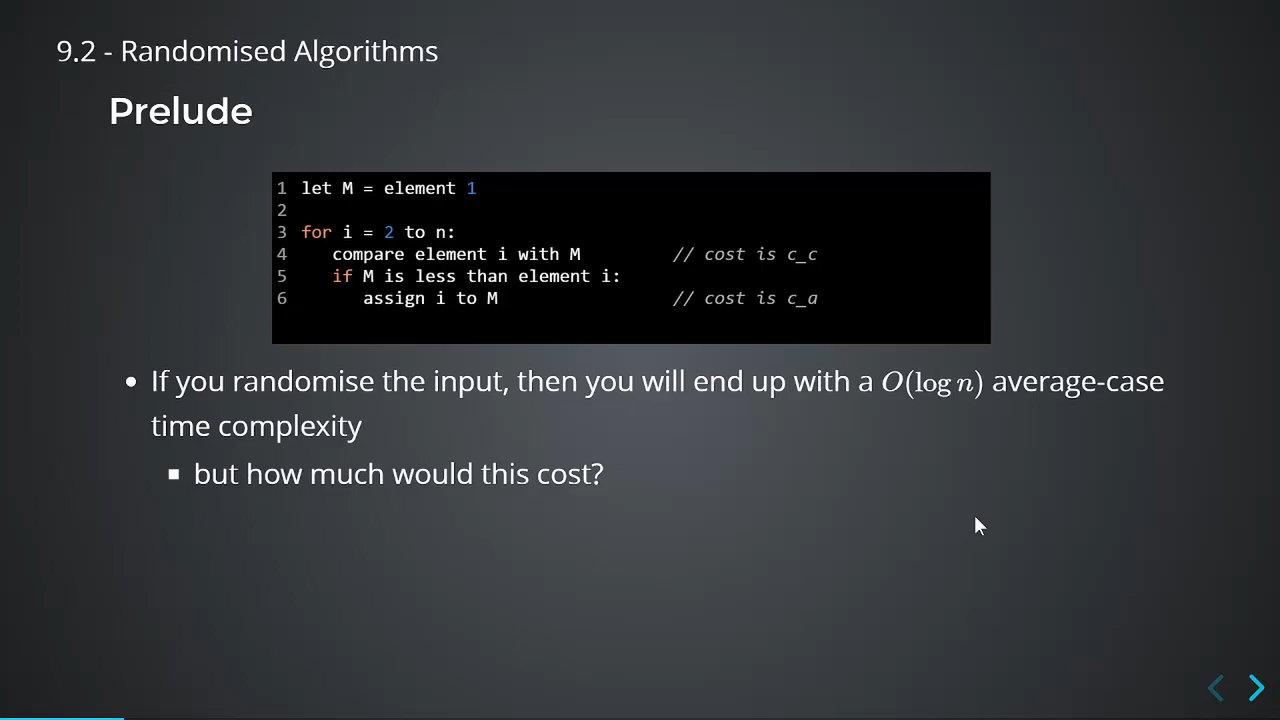 9.2 - Randomised Algorithms
Prelude
1 let M = element 1
2
3 for i = 2 to n:
4 compare element i with M // cost is c_c
5 if M is less than element i:
6 assign i to M // cost is c_a
• If you randomise the input, then you will end up with a O(log n) average-case
time complexity
▪ but how much would this cost?